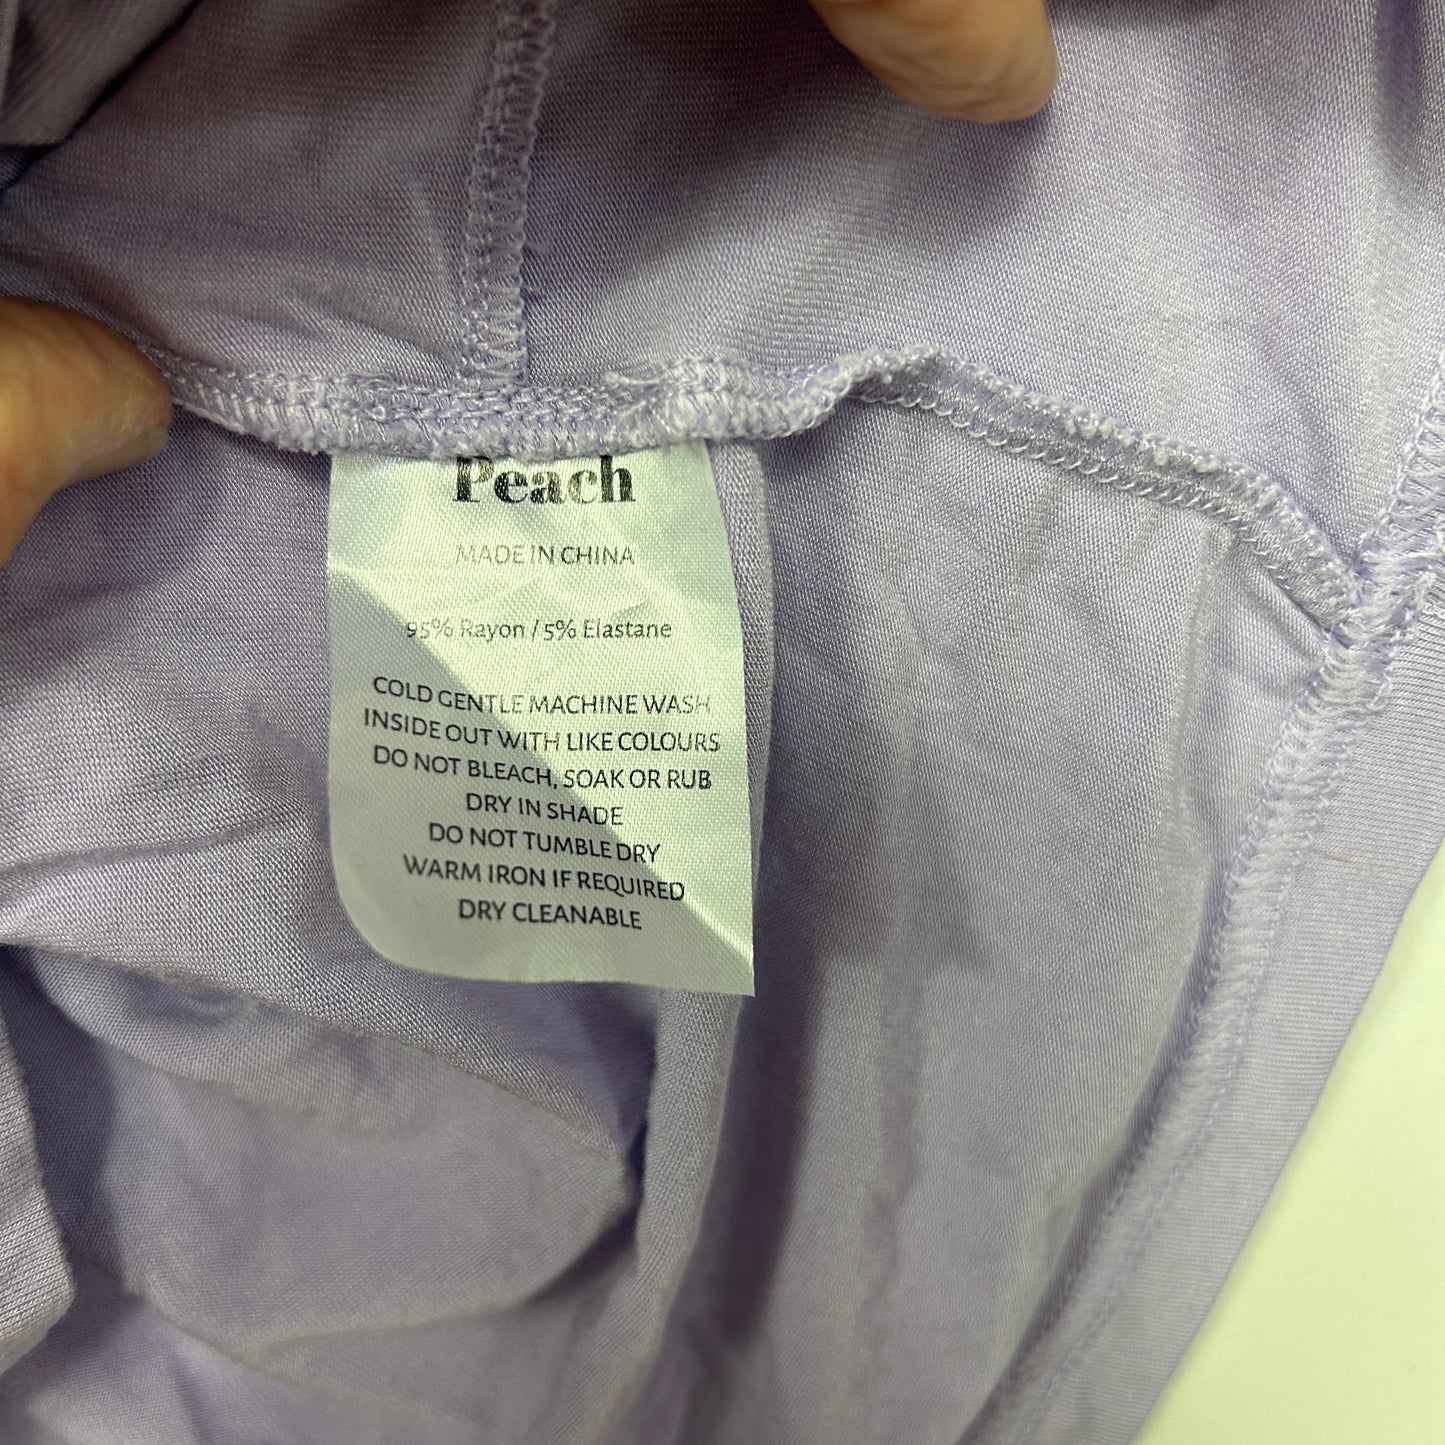 Peach
MADE IN CHINA
95% Rayon / 5% Elastane
COLD GENTLE MACHINE WASH
INSIDE OUT WITH LIKE COLOURS
DO NOT BLEACH, SOAK OR RUB
DRY IN SHADE
DO NOT TUMBLE DRY
WARM IRON IF REQUIRED
DRY CLEANABLE